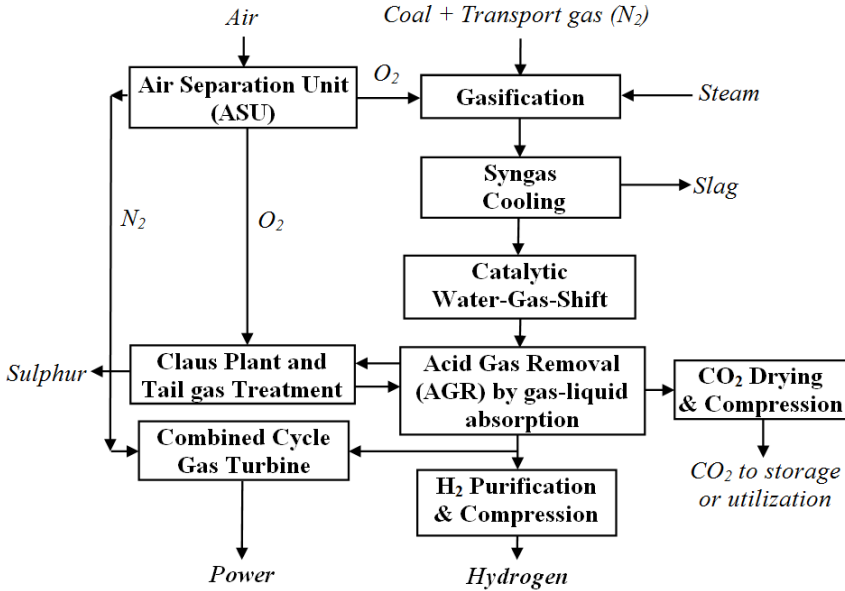 Air
Coal + Transport gas (N2)
Air Separation Unit
(ASU)
O2
Gasification
Steam
Syngas
Cooling
Slag
N2
O2
Catalytic
Water-Gas-Shift
Sulphur
Claus Plant and
Tail gas Treatment
Acid Gas Removal
(AGR) by gas-liquid
absorption
CO2 Drying
& Compression
Combined Cycle
Gas Turbine
H2 Purification
& Compression
CO2 to storage
or utilization
Power
Hydrogen